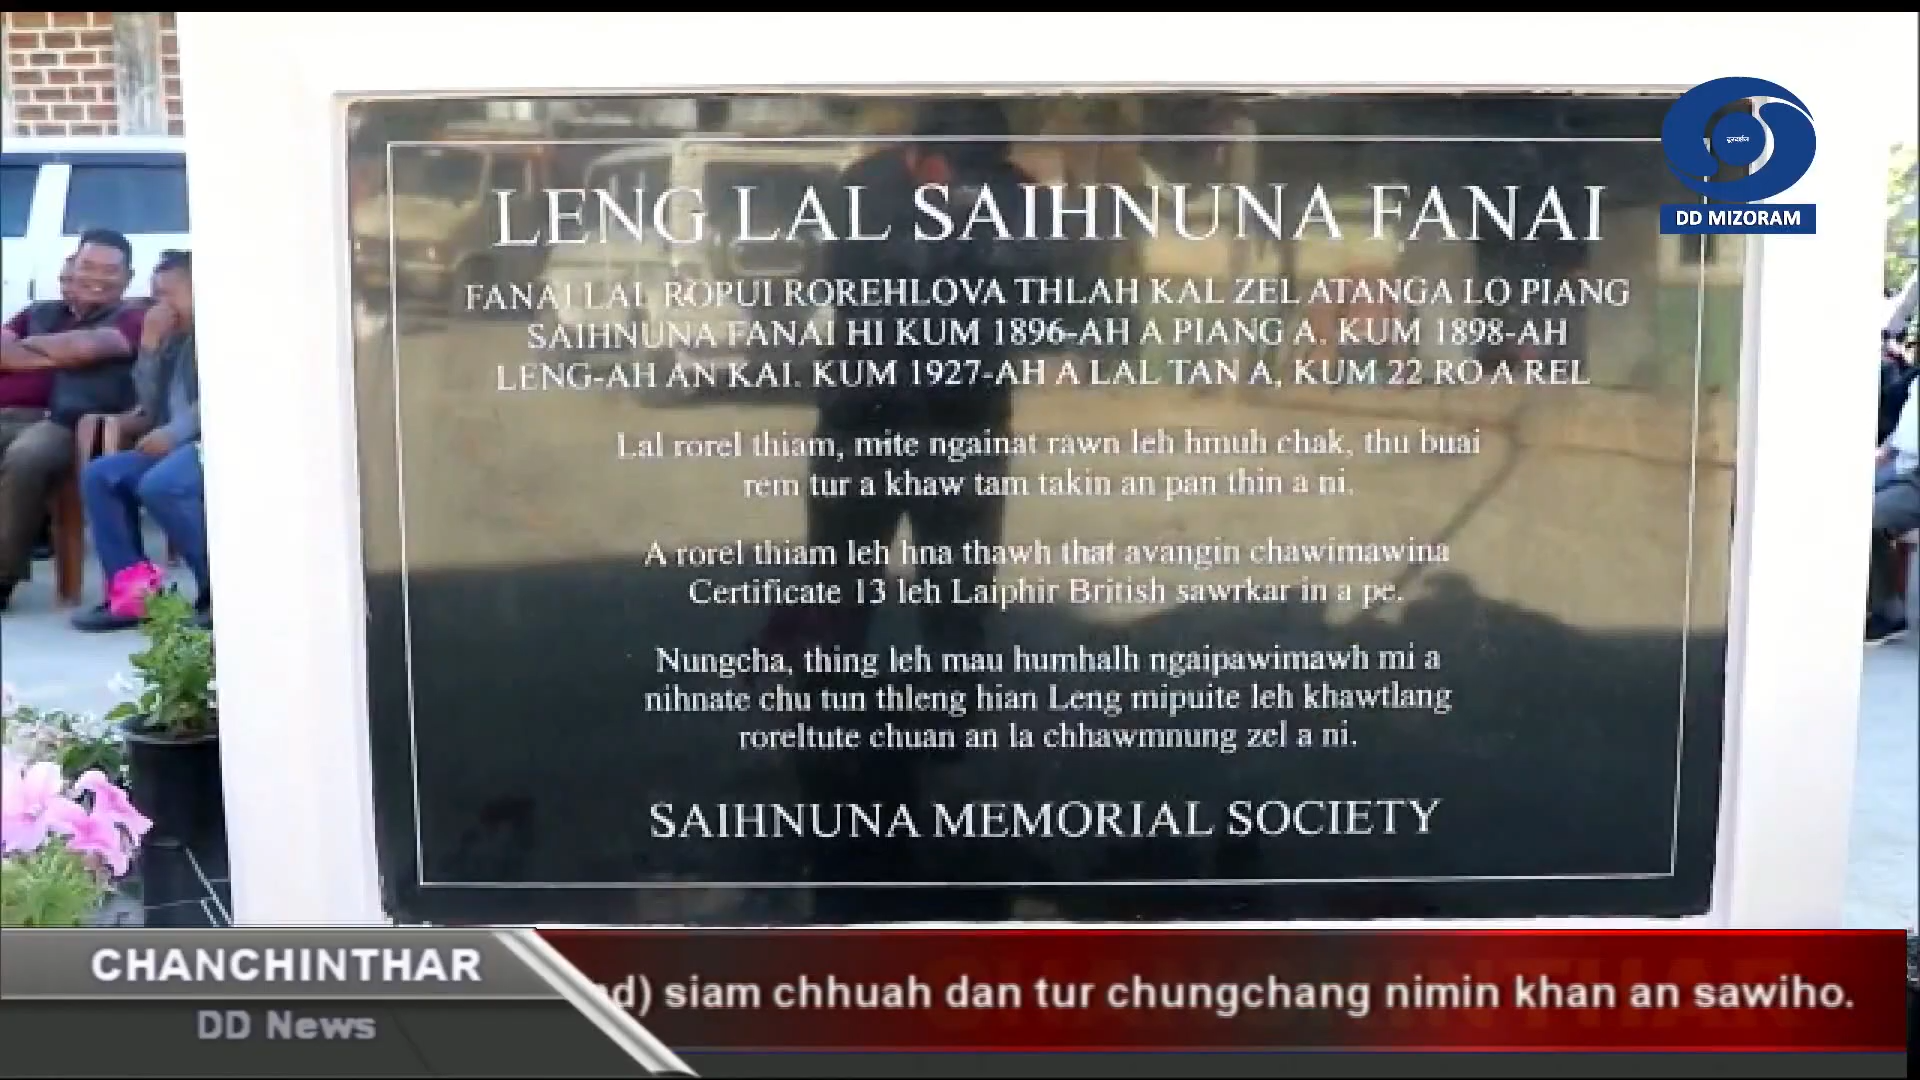 दूरदर्शन
DD MIZORAM
LENG LAL SAIHNUNA FANAI
FANAI LAL ROPUI ROREHLOVA THLAH KAL ZEL ATANGA LO PIANG
SAIHNUNA FANAI HI KUM 1896-AH A PIANG A, KUM 1898-AH
LENG-AH AN KAI. KUM 1927-AH A LAL TAN A, KUM 22 RO A REL
Lal rorel thiam, mite ngainat rawn leh hmuh chak, thu buai
rem tur a khaw tam takin an pan thin a ni.
A rorel thiam leh hna thawh that avangin chawimawina
Certificate 13 leh Laiphir British sawrkar in a pe.
Nungcha, thing leh mau humhalh ngaipawimawh mi a
nihnate chu tun thleng hian Leng mipuite leh khawtlang
roreltute chuan an la chhawmnung zel a ni.
SAIHNUNA MEMORIAL SOCIETY
CHANCHINTHAR
DD News
siam chhuah dan tur chungchang nimin khan an sawiho.